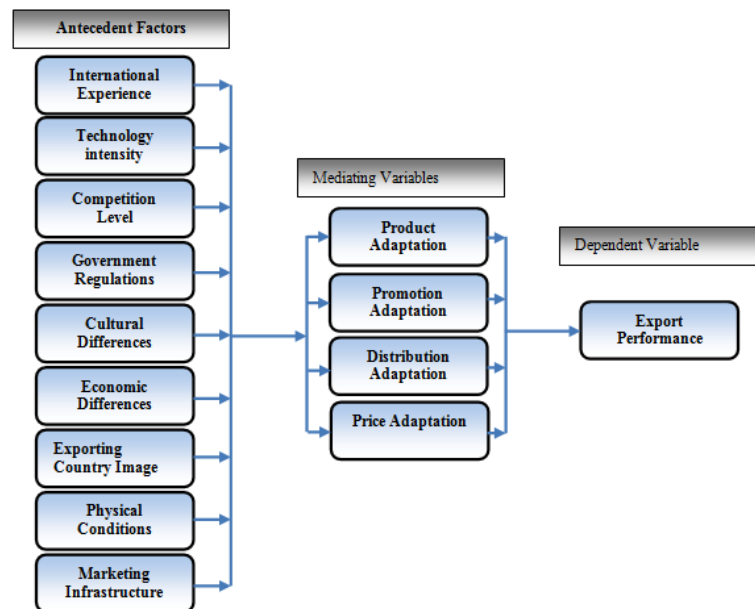 Antecedent Factors
International
Experience
Technology
intensity
Competition
Level
Government
Regulations
Cultural
Differences
Economic
Differences
Exporting
Country Image
Physical
Conditions
Marketing
Infrastructure
Mediating Variables
Product
Adaptation
Promotion
Adaptation
Distribution
Adaptation
Price Adaptation
Dependent Variable
Export
Performance